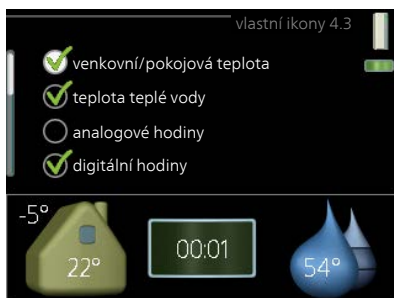 vlastní ikony 4.3
venkovní/pokojová teplota
teplota teplé vody
analogové hodiny
digitální hodiny
-5°
22°
00:01
54°